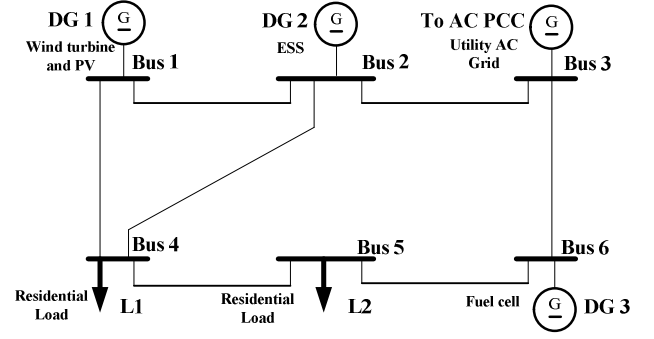 DG 1
G
Wind turbine
and PV
Bus 1
DG 2
G
ESS
Bus 2
To AC PCC
G
Utility AC
Grid
Bus 3
Bus 4
Residential
Load
L1
Bus 5
Residential
Load
L2
Bus 6
Fuel cell
G
DG 3